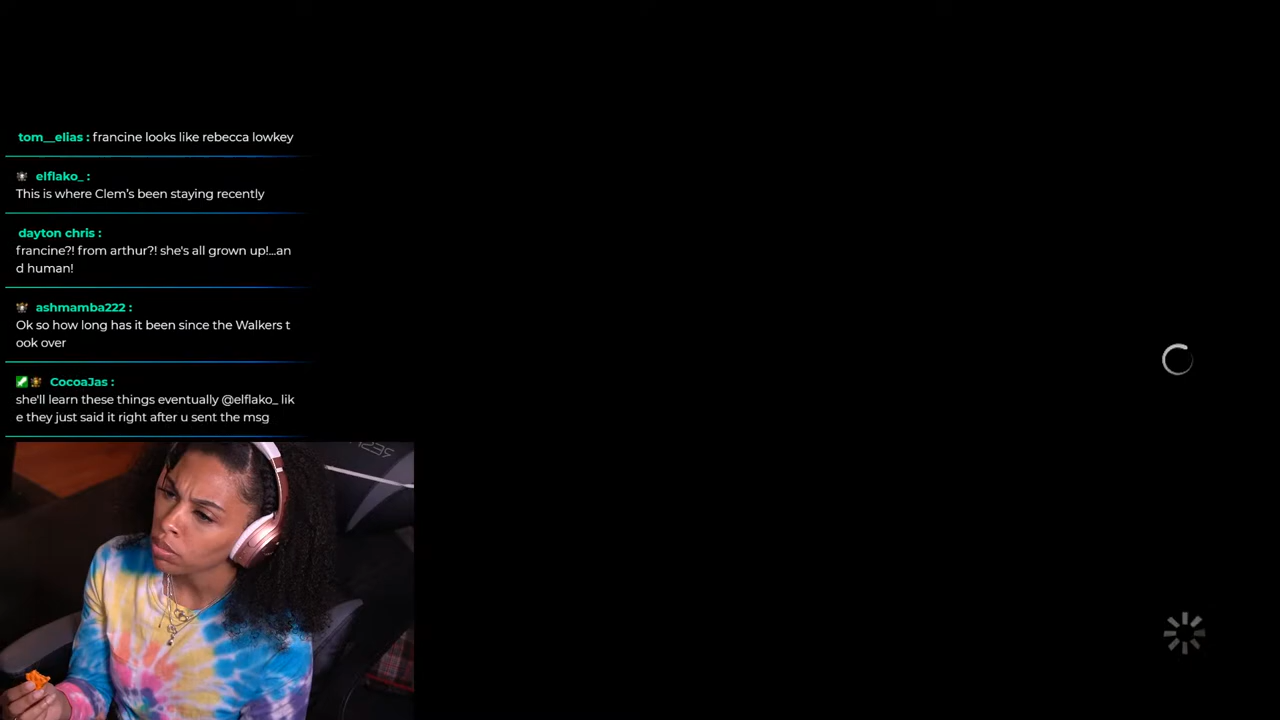 tom__elias : francine looks like rebecca lowkey
elflako_ :
This is where Clem's been staying recently
dayton chris :
francine?! from arthur?! she's all grown up!...an
d human!
ashmamba222 :
Ok so how long has it been since the Walkers t
ook over
CocoaJas :
she'll learn these things eventually @elflako_ lik
e they just said it right after u sent the msg